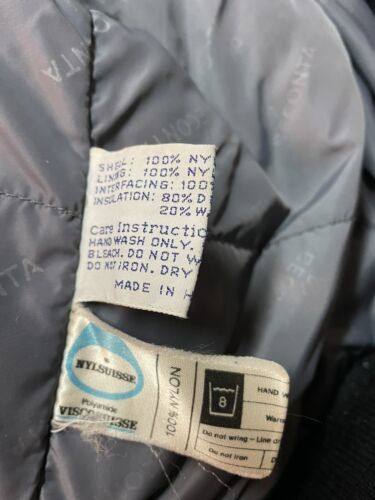 CONTA
SHELL: 100% NY
LINING: 100% NY
INTERFACING: 100
INSULATION: 80% D
20% W
Care Instructio
HAND WASH ONLY.
BLEACH. DO NOT W
DO NOT IRON. DRY
MADE IN H
NYLSUISSE
Polyamide
VISCOSUISSE
100% NYLON
8
HAND W
Warm
Do not wring - Line d
Do not iron
D